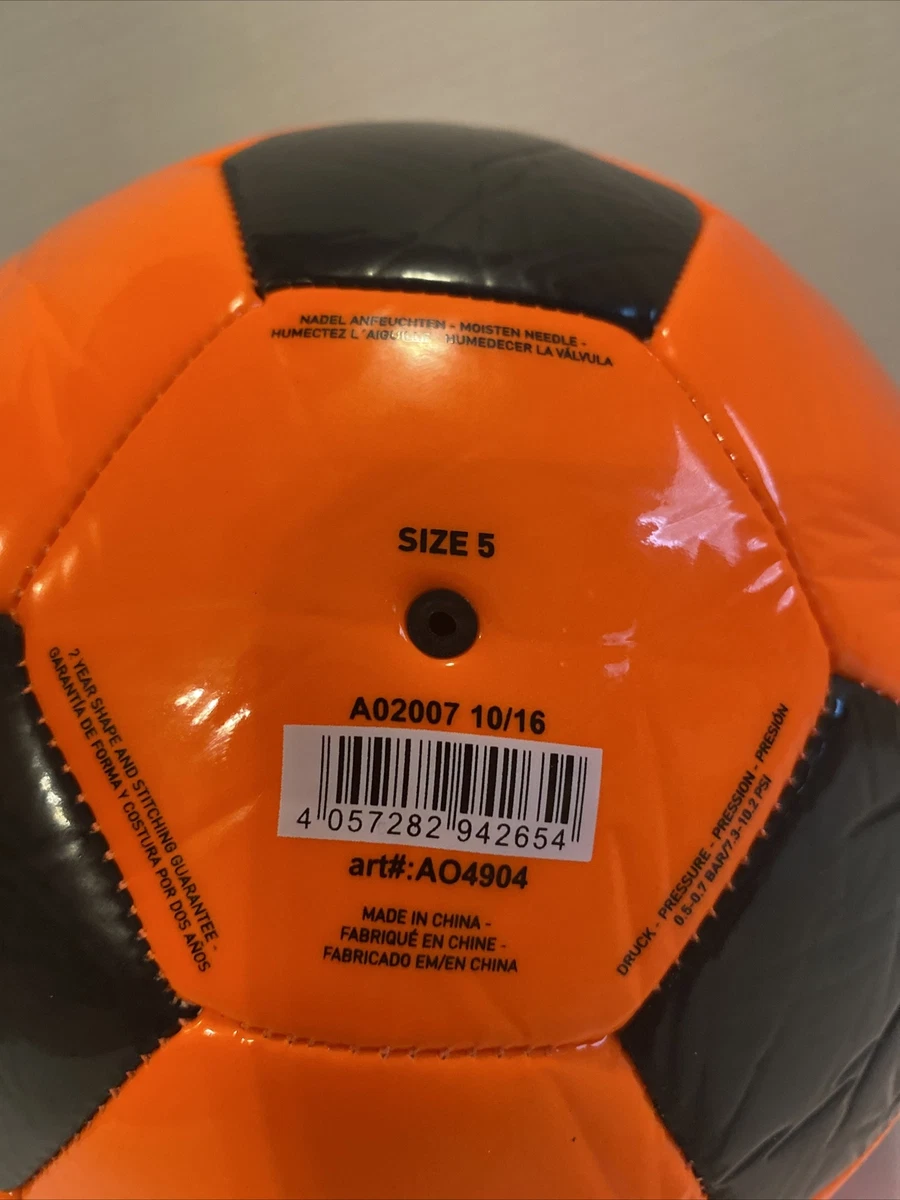 NADEL ANFEUCHTEN - MOISTEN NEEDLE -
HUMECTEZ L´AIGUILLE - HUMEDECER LA VÁLVULA
SIZE 5
A02007 10/16
4 057282 942654
art#:AO4904
MADE IN CHINA -
FABRIQUÉ EN CHINE -
FABRICADO EM/EN CHINA
2 YEAR SHAPE AND STITCHING GUARANTEE -
GARANTÍA DE FORMA Y COSTURA POR DOS AÑOS
DRUCK - PRESSURE - PRESSION - PRESIÓN
0.5-0.7 BAR/7.3-10.2 PSI